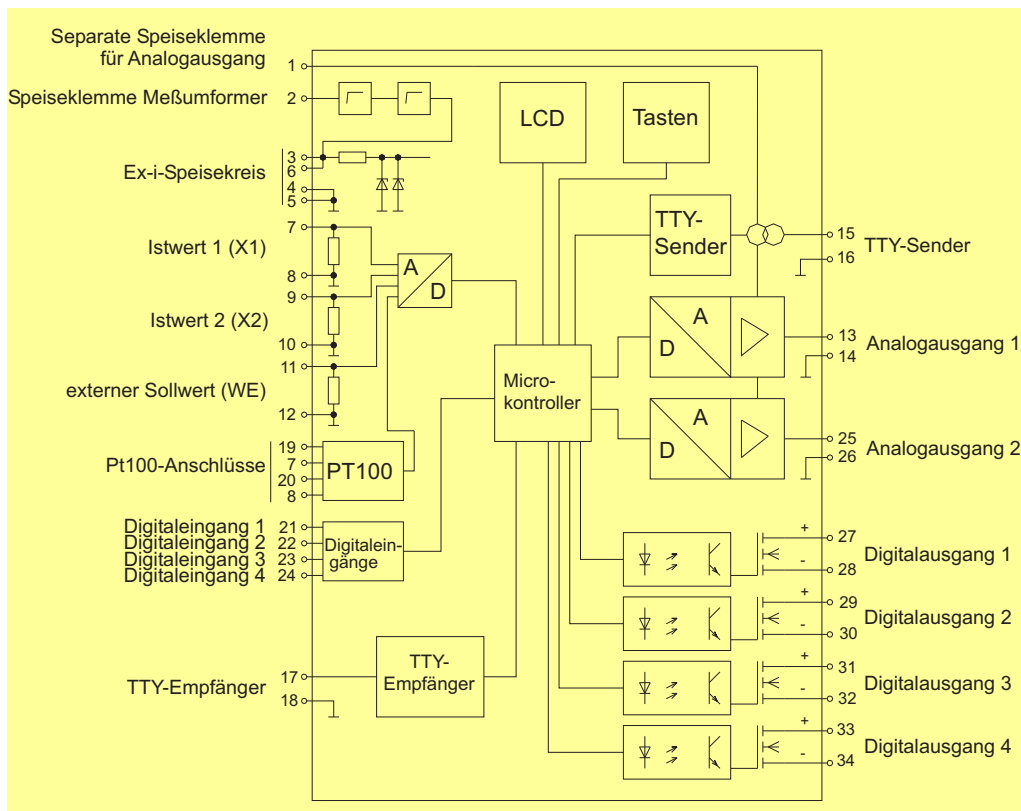 Separate Speiseklemme
für Analogausgang
1
Speiseklemme Meßumformer
2
Ex-i-Speisekreis
3
6
4
5
Istwert 1 (X1)
7
8
Istwert 2 (X2)
9
10
externer Sollwert (WE)
11
12
Pt100-Anschlüsse
19
7
20
8
PT100
Digitaleingang 1
21
Digitaleingang 2
22
Digitaleingang 3
23
Digitaleingang 4
24
Digitalein-
gänge
TTY-Empfänger
17
18
TTY-
Empfänger
A
D
LCD
Tasten
TTY-
Sender
Micro-
kontroller
A
D
A
D
15
16
TTY-Sender
13
14
Analogausgang 1
25
26
Analogausgang 2
+
27
-
28
Digitalausgang 1
+
29
-
30
Digitalausgang 2
+
31
-
32
Digitalausgang 3
+
33
-
34
Digitalausgang 4